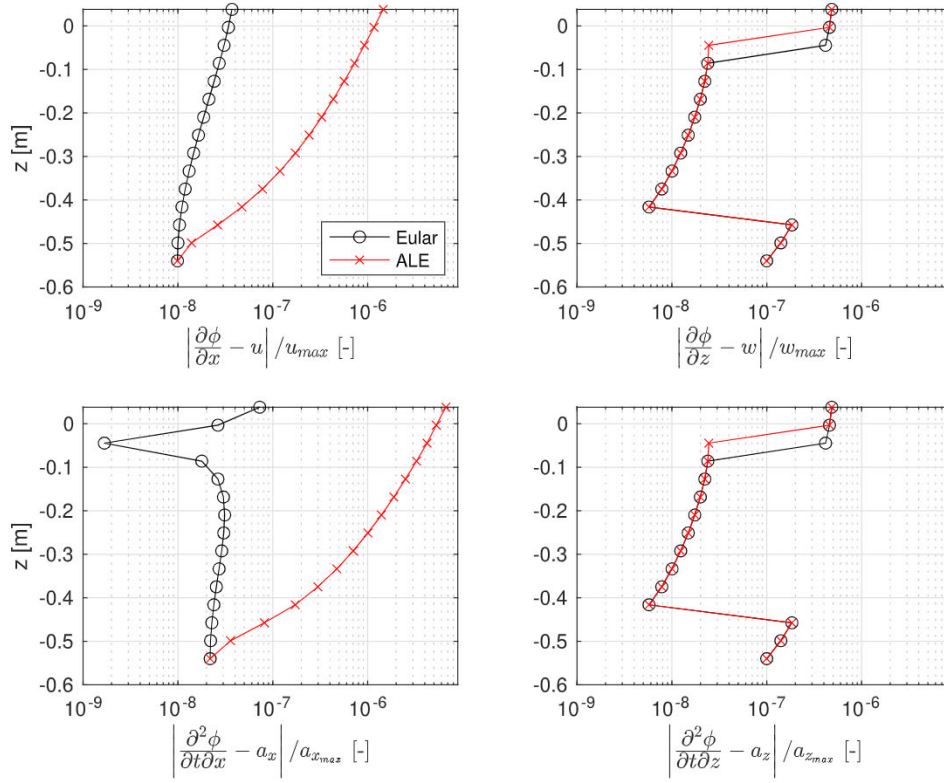 0
-0.1
-0.2
-0.3
-0.4
-0.5
-0.6
z [m]
Eular
ALE
10^-9 10^-8 10^-7 10^-6
|∂ϕ/∂x − u| /u_max [-]
0
-0.1
-0.2
-0.3
-0.4
-0.5
-0.6
10^-9 10^-8 10^-7 10^-6
|∂ϕ/∂z − w| /w_max [-]
0
-0.1
-0.2
-0.3
-0.4
-0.5
-0.6
z [m]
10^-9 10^-8 10^-7 10^-6
|∂²ϕ/∂t∂x − a_x| /a_x_max [-]
0
-0.1
-0.2
-0.3
-0.4
-0.5
-0.6
10^-9 10^-8 10^-7 10^-6
|∂²ϕ/∂t∂z − a_z| /a_z_max [-]